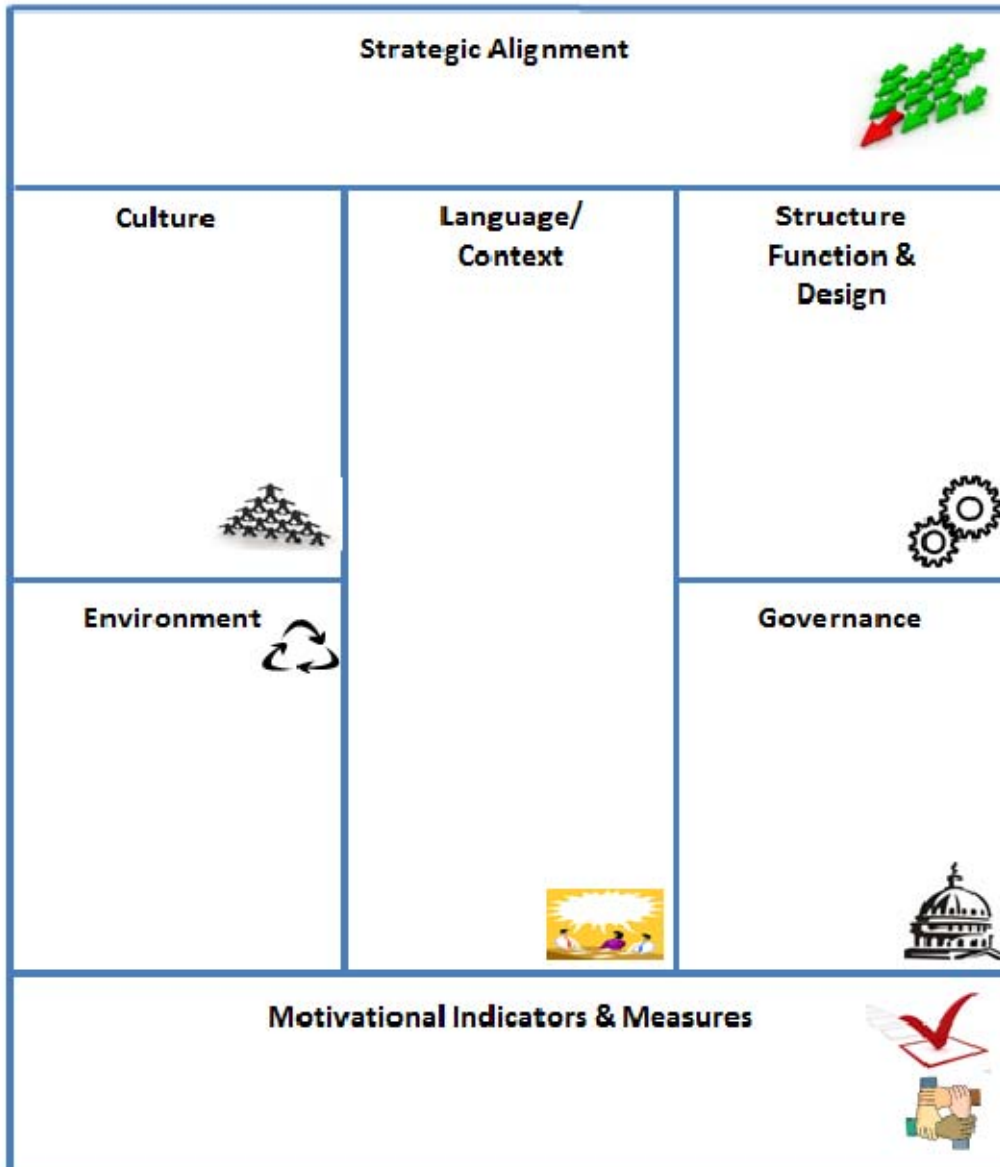 Strategic Alignment
Culture
Language/
Context
Structure
Function &
Design
Environment
Governance
Motivational Indicators & Measures